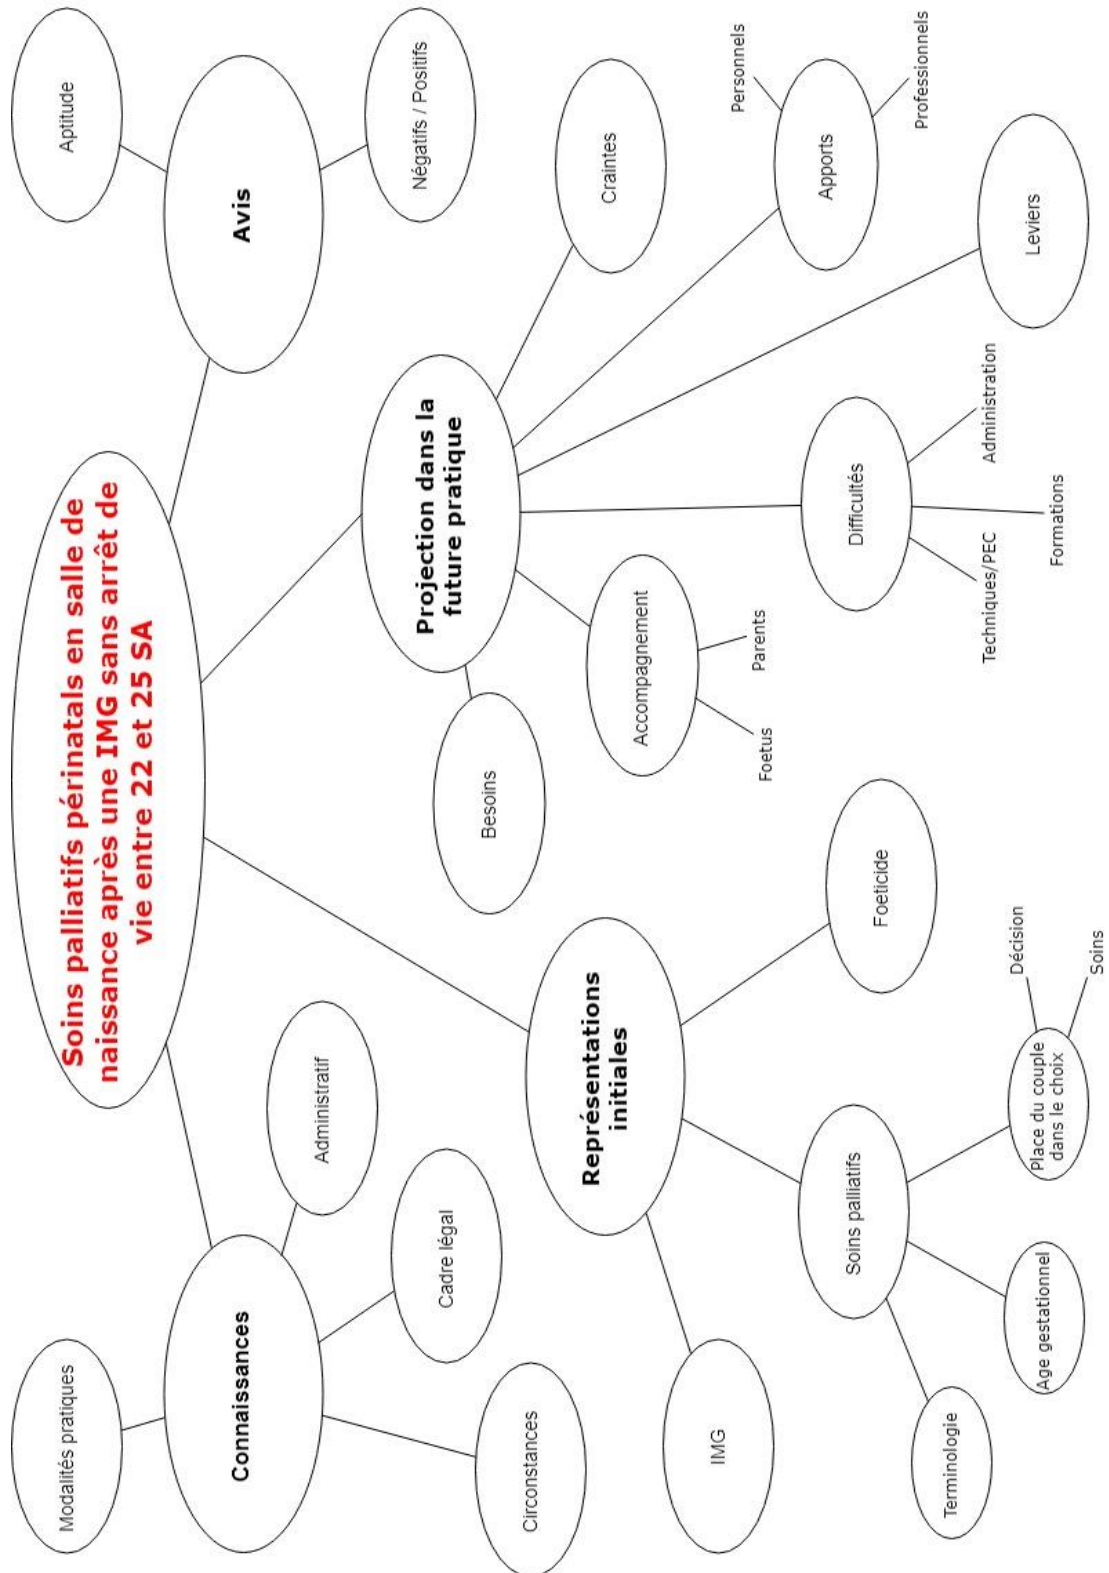 Soins palliatifs périnatals en salle de
naissance après une IMG sans arrêt de
vie entre 22 et 25 SA
Connaissances
Modalités pratiques
Administratif
Cadre légal
Circonstances
Représentations
initiales
IMG
Soins palliatifs
Terminologie
Age gestationnel
Place du couple
dans le choix
Décision
Soins
Foeticide
Projection dans la
future pratique
Besoins
Accompagnement
Foetus
Parents
Difficultés
Techniques/PEC
Formations
Administration
Leviers
Apports
Personnels
Professionnels
Craintes
Avis
Aptitude
Négatifs / Positifs